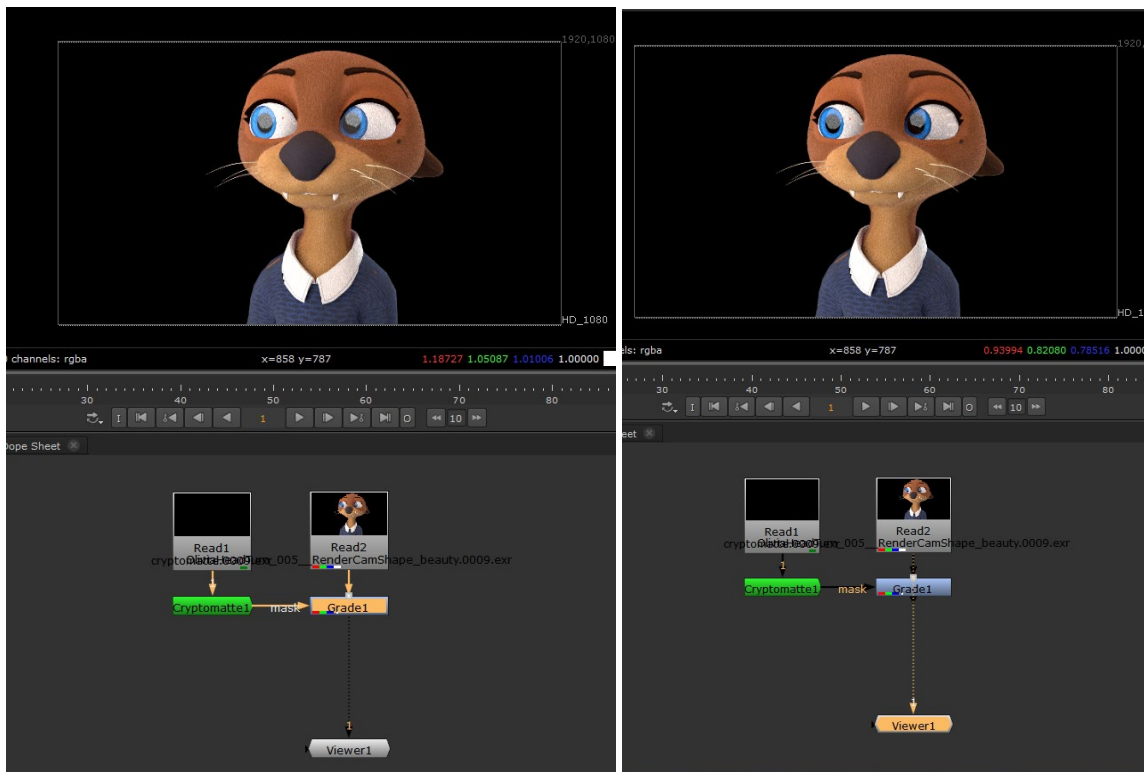 1920,1080
HD_1080
channels: rgba
x=858 y=787
1.18727 1.05087 1.01006 1.00000
30 40 50 60 70 80
I
1
O
10
Dope Sheet
Read1
Read2
RenderCamShape_beauty.0009.exr
Cryptomatte1
mask
Grade1
1
Viewer1
1920,
HD_1
els: rgba
x=858 y=787
0.93994 0.82080 0.78516 1.0000
30 40 50 60 70 80
I
1
O
10
eet
Read1
Read2
RenderCamShape_beauty.0009.exr
1
Cryptomatte1
mask
Grade1
Viewer1